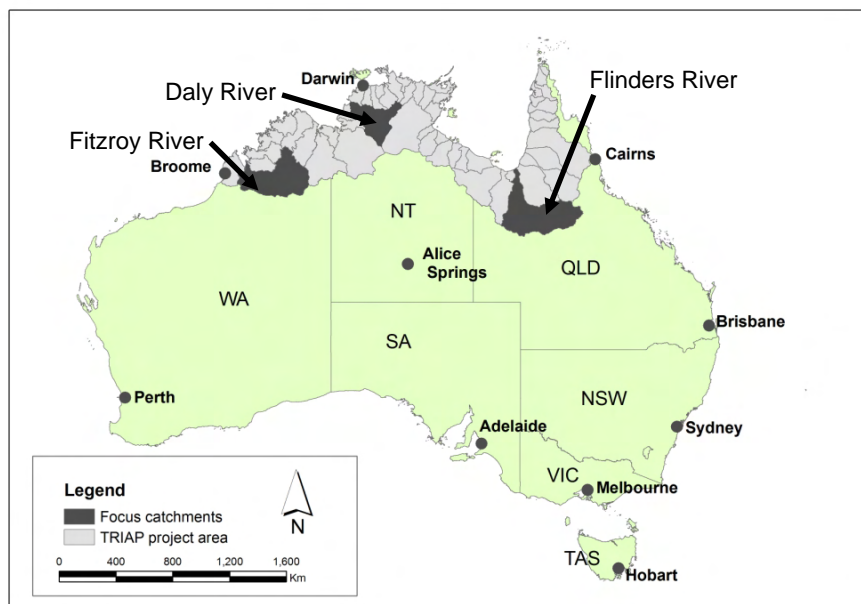 Darwin
Daly River
Flinders River
Fitzroy River
Broome
Cairns
NT
Alice
Springs
QLD
WA
Brisbane
SA
NSW
Perth
Adelaide
Sydney
VIC
Melbourne
TAS
Hobart
Legend
Focus catchments
TRIAP project area
0 400 800 1,200 1,600
Km
N